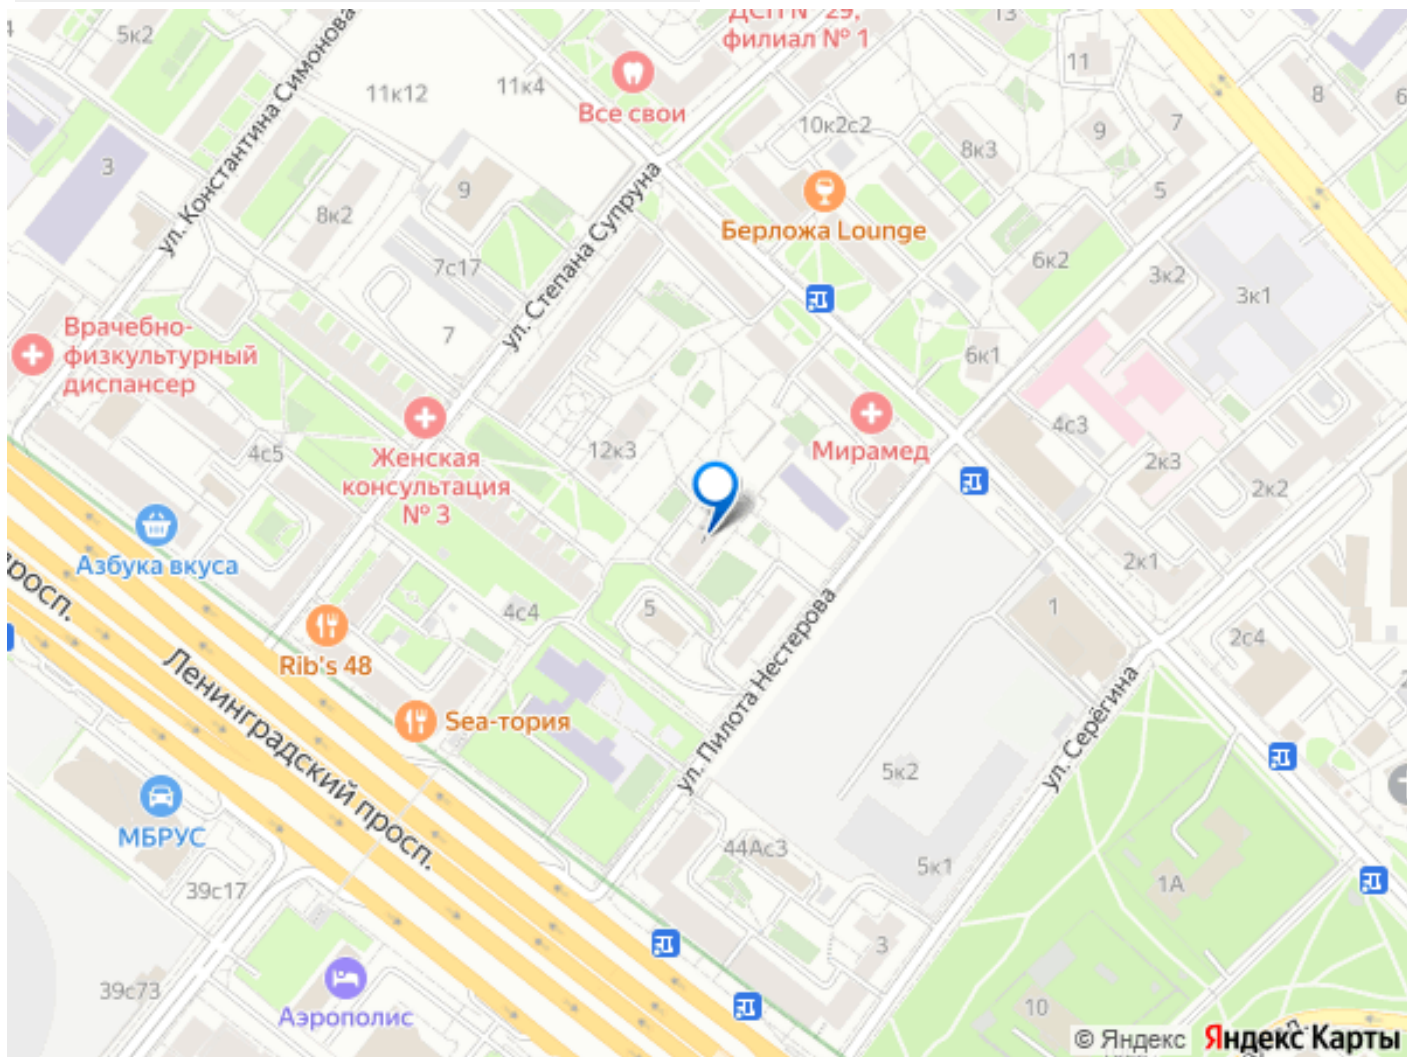 ДСП № 29,
филиал № 1
13
5к2
ул. Константина Симонова
11к12
11к4
Все свои
11
8
7
9
10к2с2
8к3
5
3
9
8к2
ул. Степана Супруна
Берложа Lounge
7с17
6к2
3к2
3к1
7
6к1
Врачебно-
физкультурный
диспансер
4с5
12к3
Мирамед
4с3
2к3
2к2
Женская
консультация
№ 3
Азбука вкуса
просп.
2к1
4с4
5
1
2с4
Rib's 48
Sea-тория
Ленинградский просп.
ул. Пилота Нестерова
ул. Серёгина
5к2
МБРУС
44Ас3
5к1
1А
39с17
3
39с73
Аэрополис
10
© Яндекс Яндекс Карты